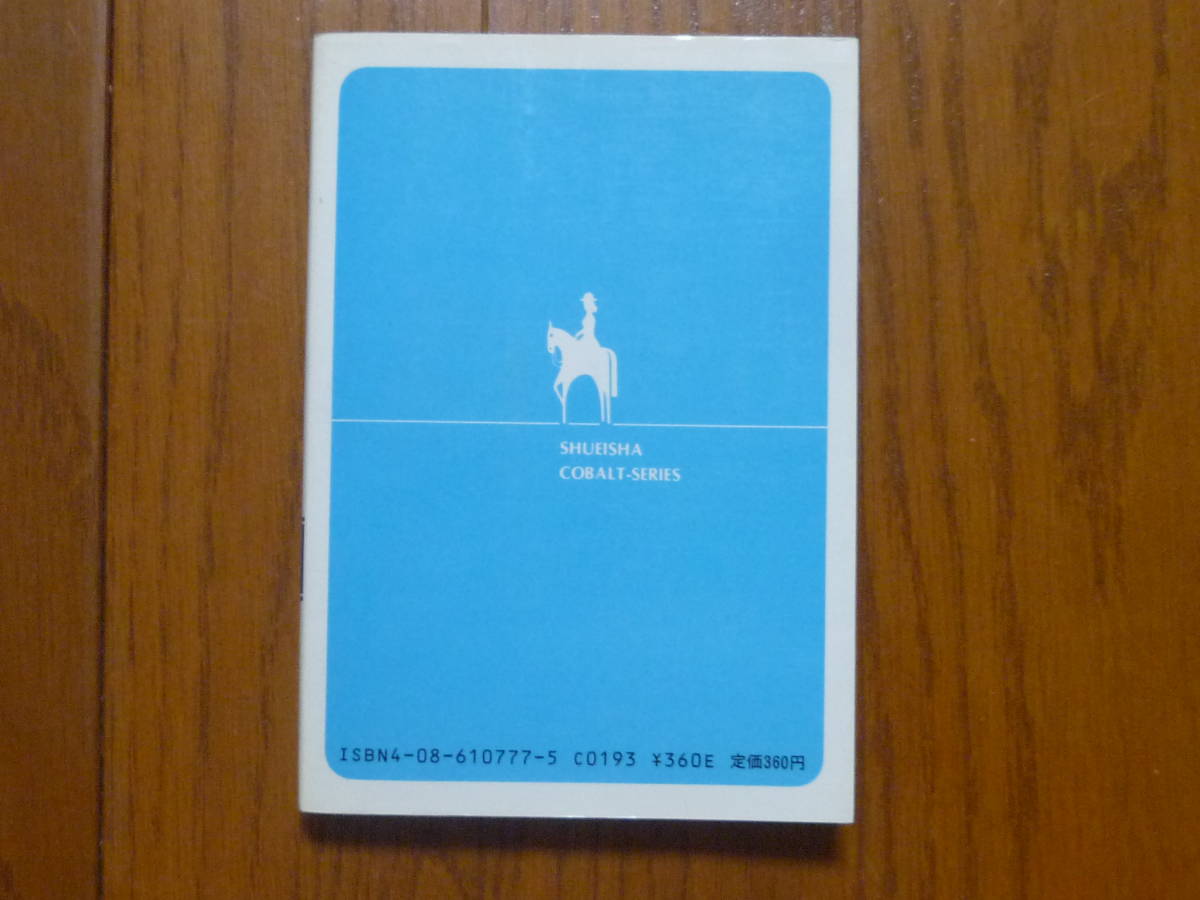 SHUEISHA
COBALT-SERIES
ISBN4-08-610777-5 C0193 ¥360E 定価360円